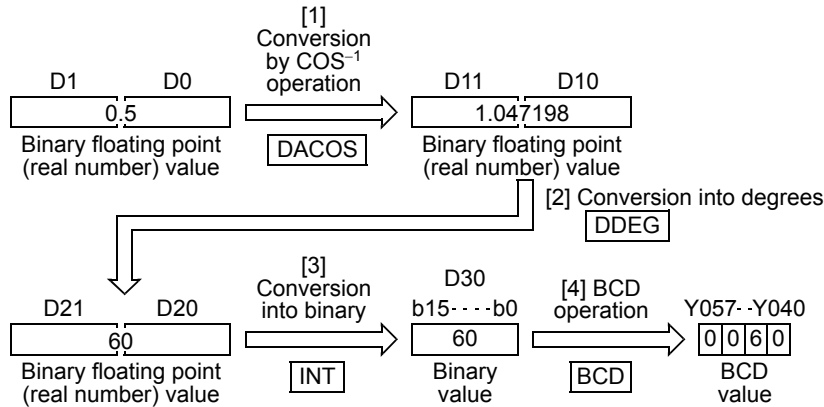 [1]
Conversion
by COS⁻¹
operation
D1 D0
0.5
Binary floating point
(real number) value
DACOS
D11 D10
1.047198
Binary floating point
(real number) value
[2] Conversion into degrees
DDEG
D21 D20
60
Binary floating point
(real number) value
[3]
Conversion
into binary
INT
D30
b15----b0
60
Binary
value
[4] BCD
operation
BCD
Y057--Y040
0 0 6 0
BCD
value